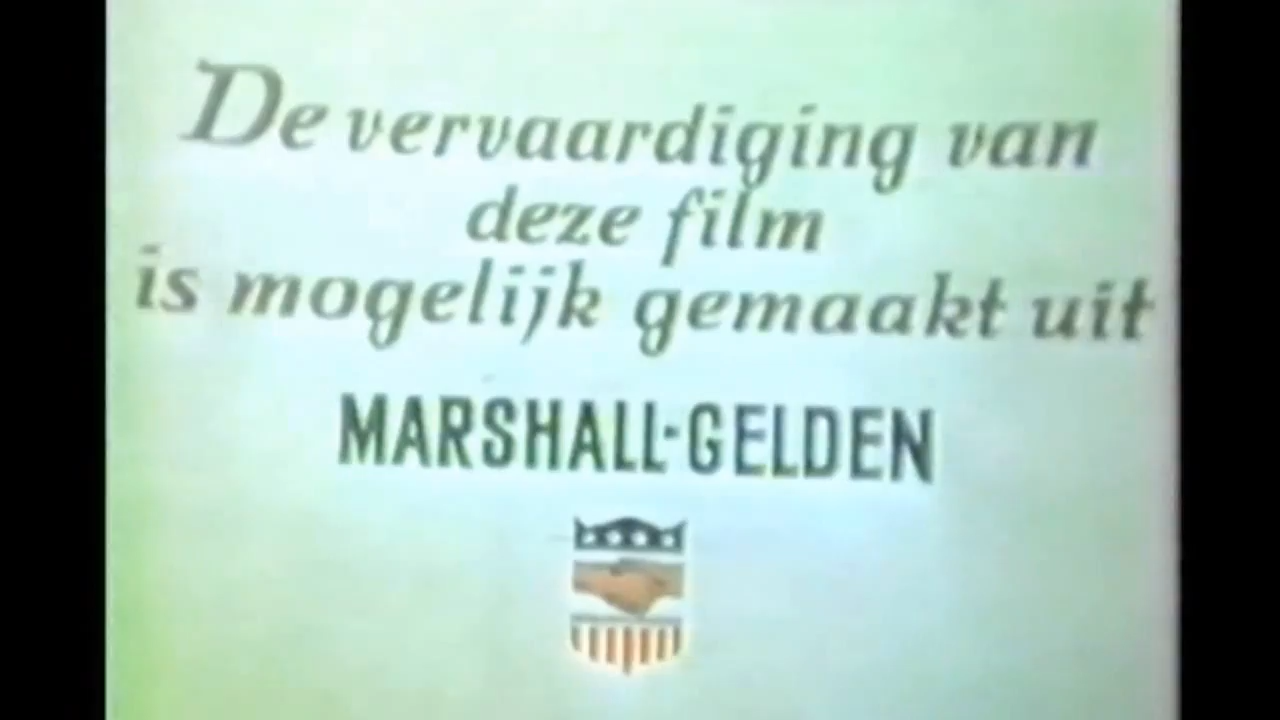 De vervaardiging van
deze film
is mogelijk gemaakt uit
MARSHALL-GELDEN